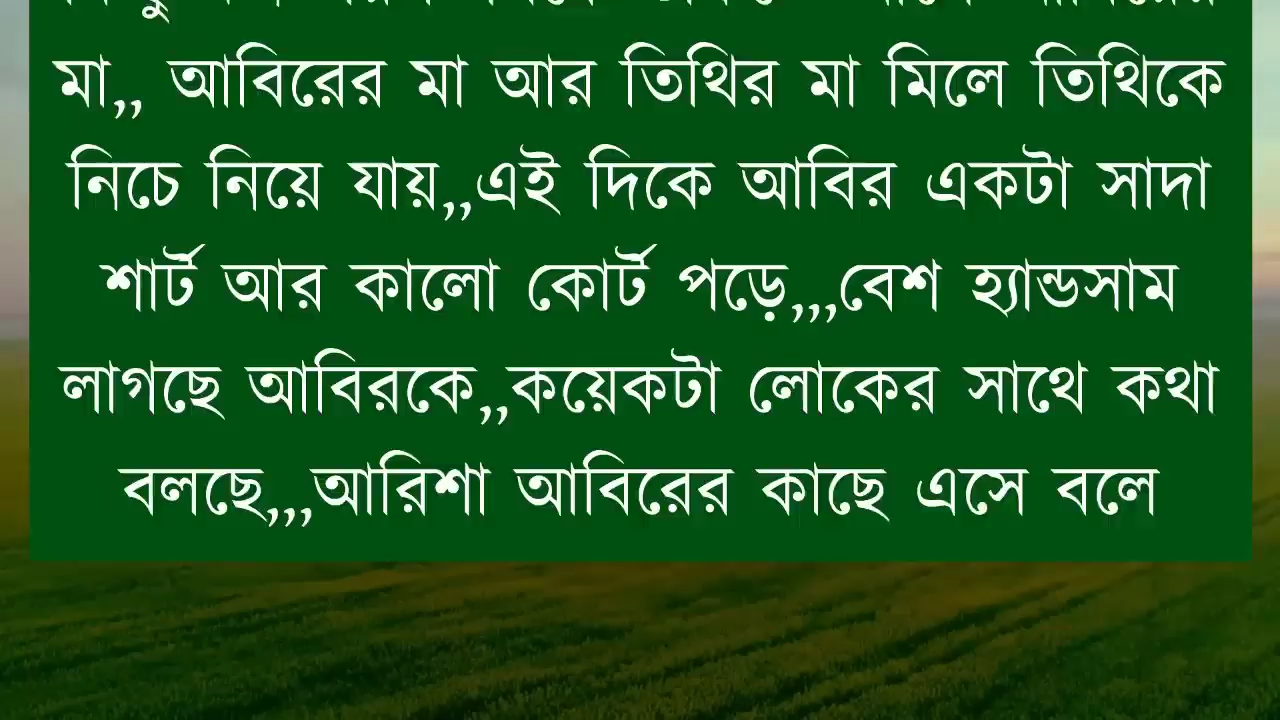 মা,, আবিরের মা আর তিথির মা মিলে তিথিকে
নিচে নিয়ে যায়,,এই দিকে আবির একটা সাদা
শার্ট আর কালো কোর্ট পড়ে,,,বেশ হ্যান্ডসাম
লাগছে আবিরকে,,কয়েকটা লোকের সাথে কথা
বলছে,,,আরিশা আবিরের কাছে এসে বলে